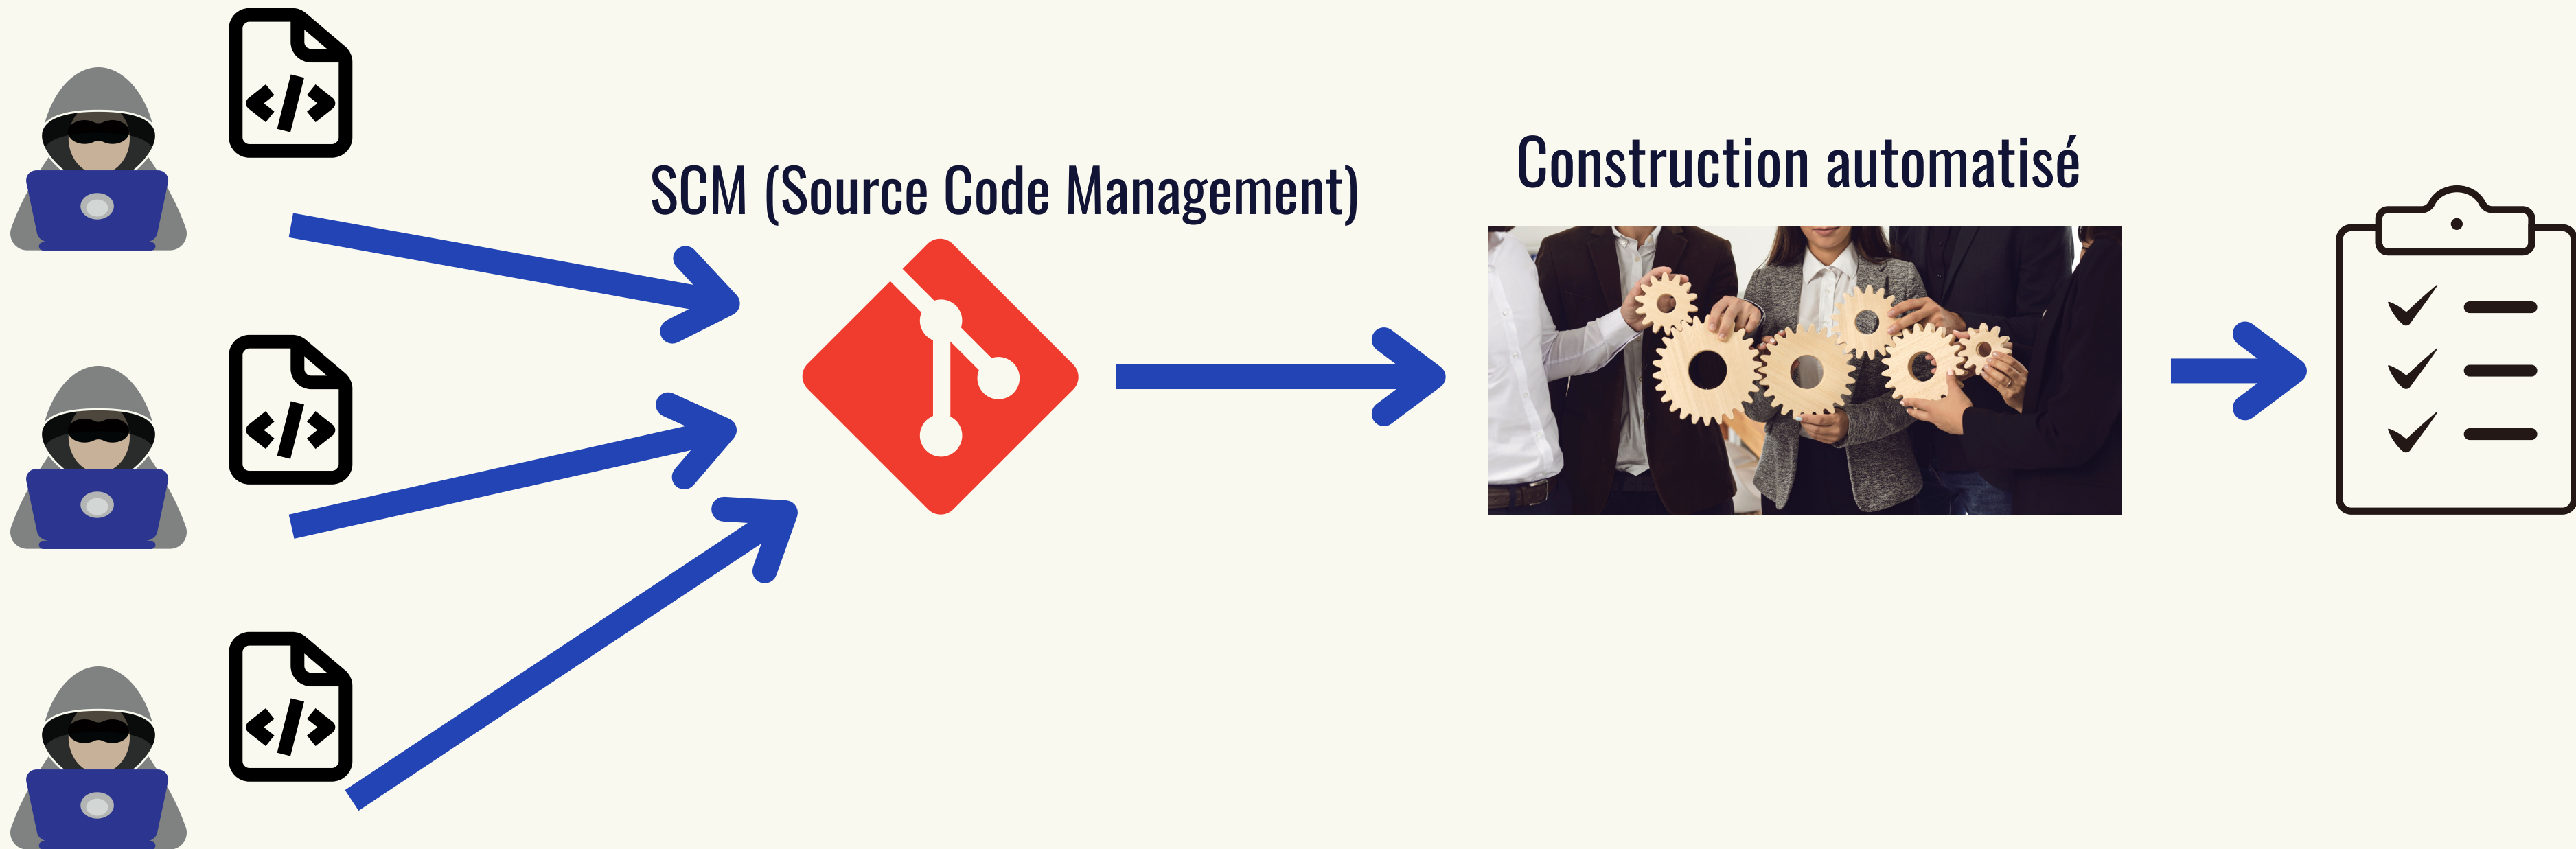 </>
SCM (Source Code Management)
Construction automatisé
</>
</>